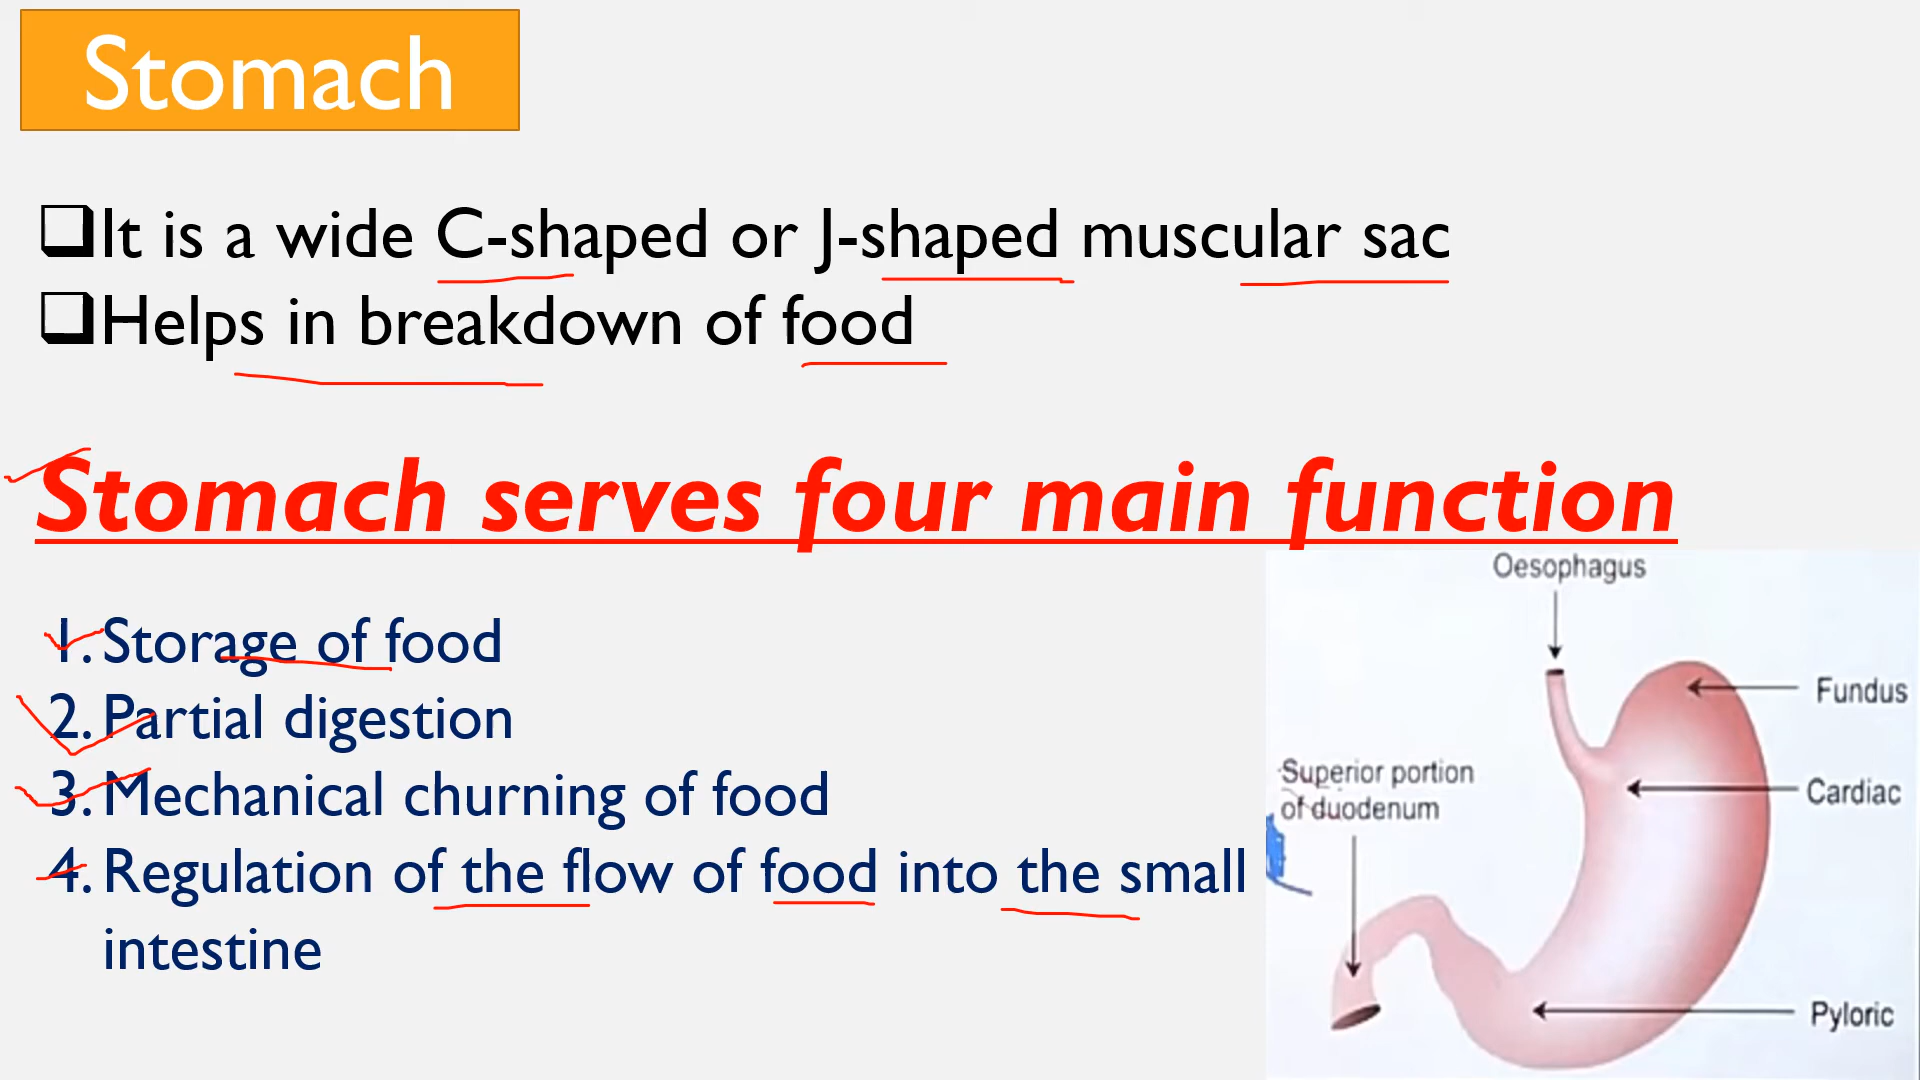 Stomach
It is a wide C-shaped or J-shaped muscular sac
Helps in breakdown of food
Stomach serves four main function
1. Storage of food
2. Partial digestion
3. Mechanical churning of food
4. Regulation of the flow of food into the small
intestine
Oesophagus
Fundus
Superior portion
of duodenum
Cardiac
Pyloric